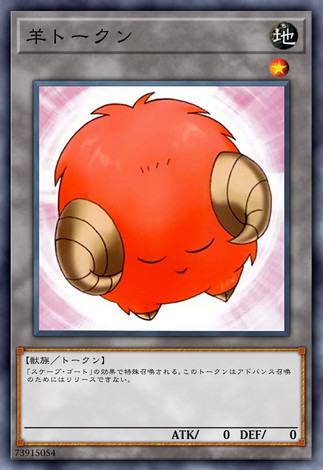 羊トークン
地
【獣族／トークン】
「スケープ・ゴート」の効果で特殊召喚される。このトークンはアドバンス召喚
のためにはリリースできない。
ATK/ 0 DEF/ 0
73915054